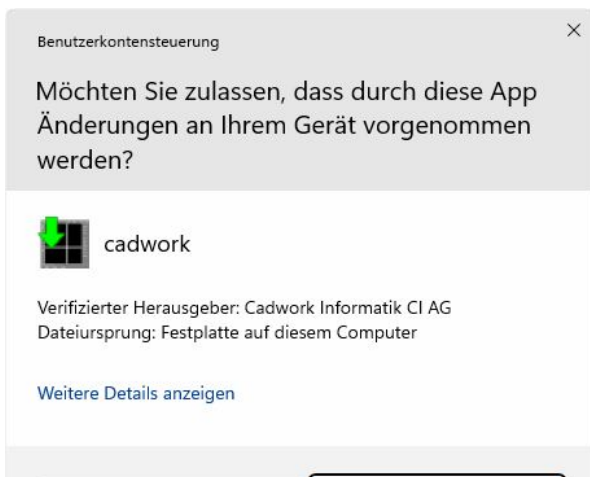 Benutzerkontensteuerung
Möchten Sie zulassen, dass durch diese App
Änderungen an Ihrem Gerät vorgenommen
werden?
cadwork
Verifizierter Herausgeber: Cadwork Informatik CI AG
Dateiursprung: Festplatte auf diesem Computer
Weitere Details anzeigen